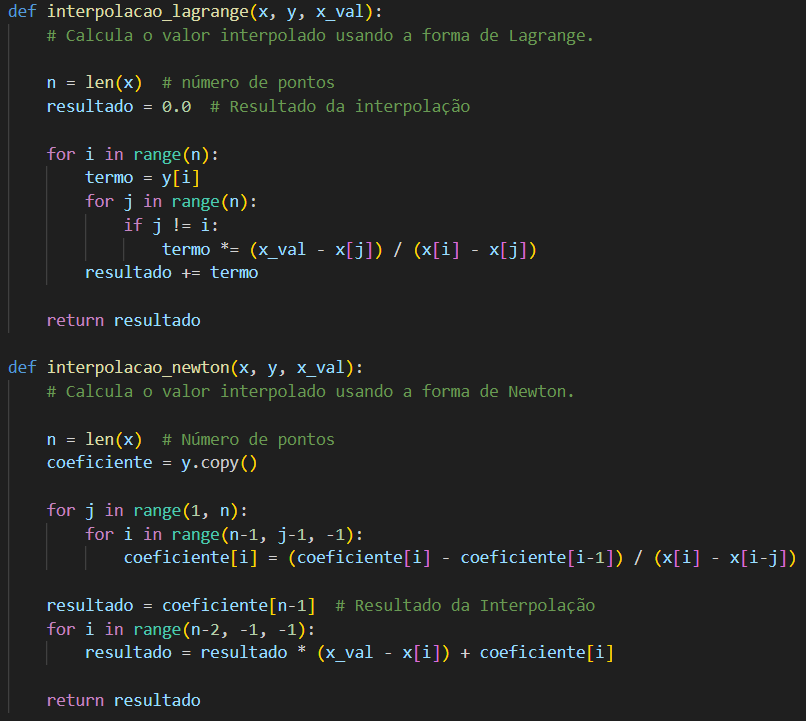 def interpolacao_lagrange(x, y, x_val):
    # Calcula o valor interpolado usando a forma de Lagrange.

    n = len(x)  # número de pontos
    resultado = 0.0  # Resultado da interpolação

    for i in range(n):
        termo = y[i]
        for j in range(n):
            if j != i:
                termo *= (x_val - x[j]) / (x[i] - x[j])
        resultado += termo

    return resultado

def interpolacao_newton(x, y, x_val):
    # Calcula o valor interpolado usando a forma de Newton.

    n = len(x)  # Número de pontos
    coeficiente = y.copy()

    for j in range(1, n):
        for i in range(n-1, j-1, -1):
            coeficiente[i] = (coeficiente[i] - coeficiente[i-1]) / (x[i] - x[i-j])

    resultado = coeficiente[n-1]  # Resultado da Interpolação
    for i in range(n-2, -1, -1):
        resultado = resultado * (x_val - x[i]) + coeficiente[i]

    return resultado